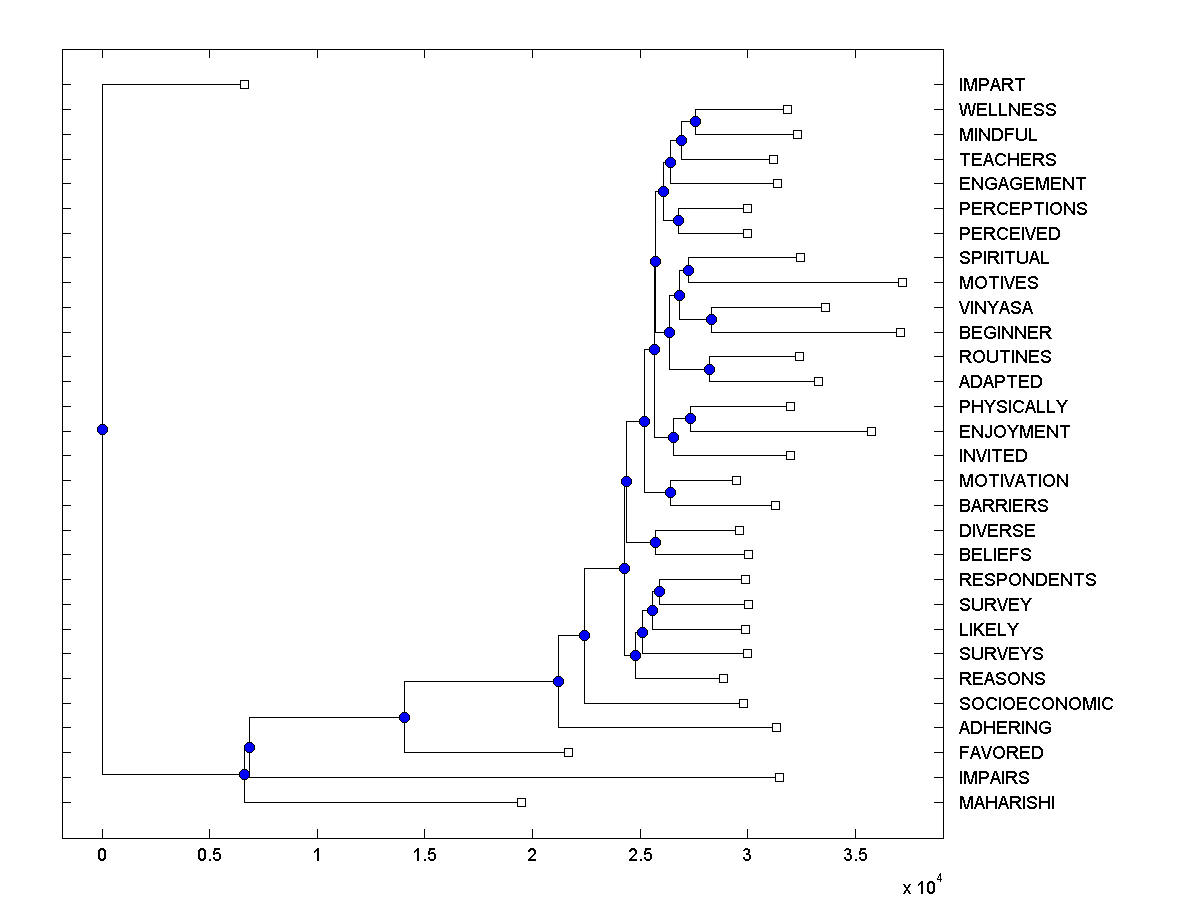 IMPART
WELLNESS
MINDFUL
TEACHERS
ENGAGEMENT
PERCEPTIONS
PERCEIVED
SPIRITUAL
MOTIVES
VINYASA
BEGINNER
ROUTINES
ADAPTED
PHYSICALLY
ENJOYMENT
INVITED
MOTIVATION
BARRIERS
DIVERSE
BELIEFS
RESPONDENTS
SURVEY
LIKELY
SURVEYS
REASONS
SOCIOECONOMIC
ADHERING
FAVORED
IMPAIRS
MAHARISHI
0 0.5 1 1.5 2 2.5 3 3.5
x 10^4